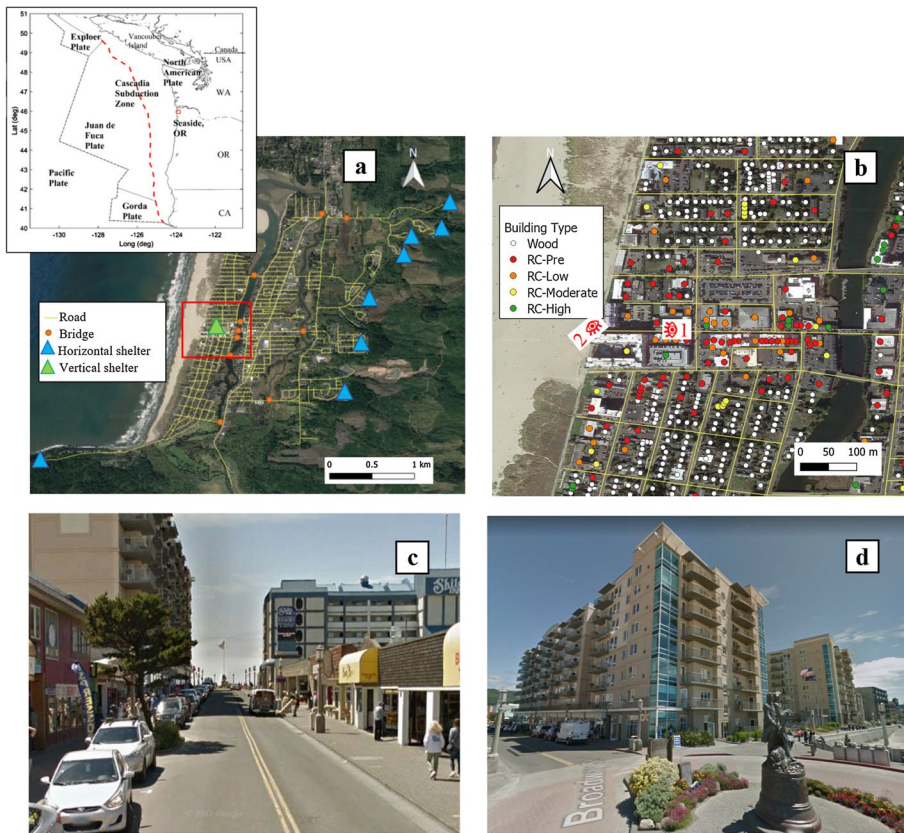 51
50
49
48
47
46
45
44
43
42
41
40
Lat (deg)
-130
-128
-126
-124
-122
Long (deg)
Exploer
Plate
Vancouver
Island
Canada
USA
North
American
Plate
WA
Cascadia
Subduction
Zone
Seaside,
OR
Juan de
Fuca
Plate
OR
Pacific
Plate
Gorda
Plate
CA
a
N
Road
Bridge
Horizontal shelter
Vertical shelter
0 0.5 1 km
b
N
Building Type
Wood
RC-Pre
RC-Low
RC-Moderate
RC-High
2
1
0 50 100 m
c
Shilo
d
Broadway